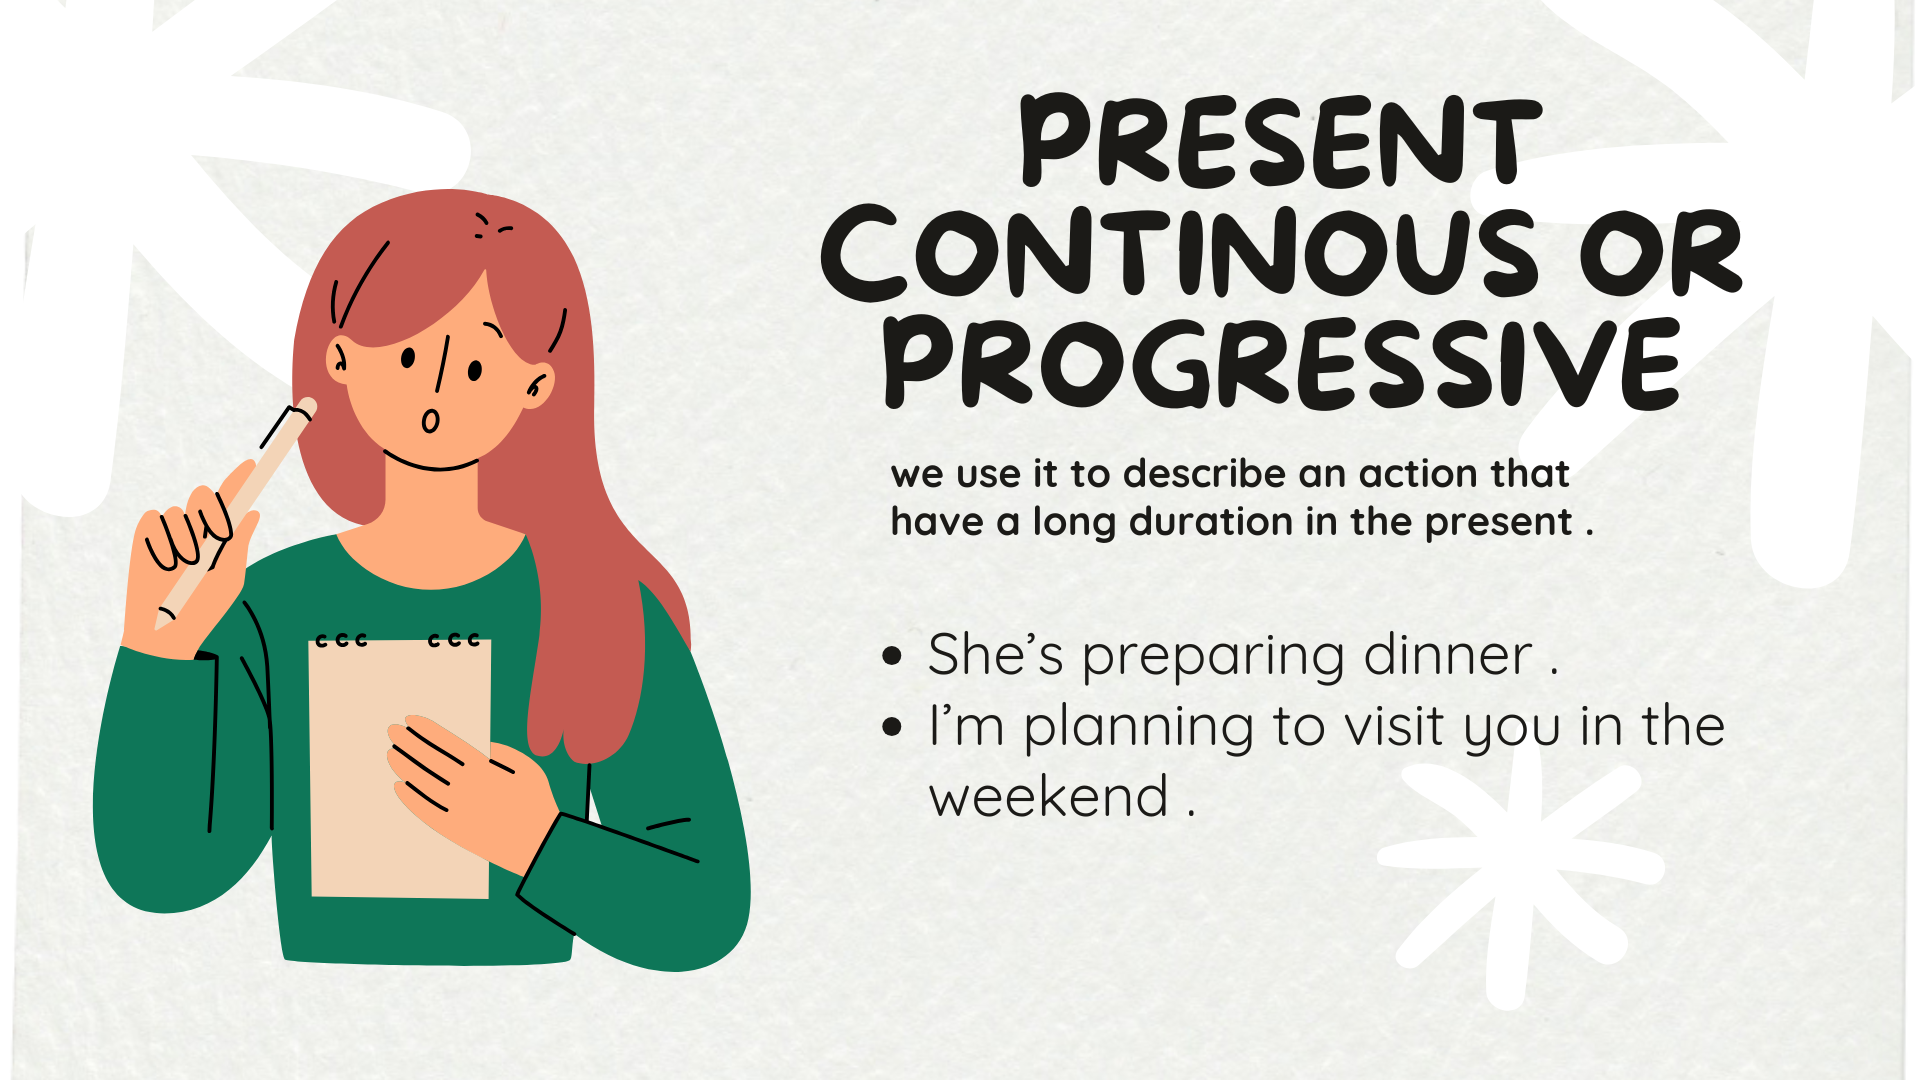 PRESENT
CONTINOUS OR
PROGRESSIVE
we use it to describe an action that
have a long duration in the present .
• She’s preparing dinner .
• I’m planning to visit you in the
weekend .